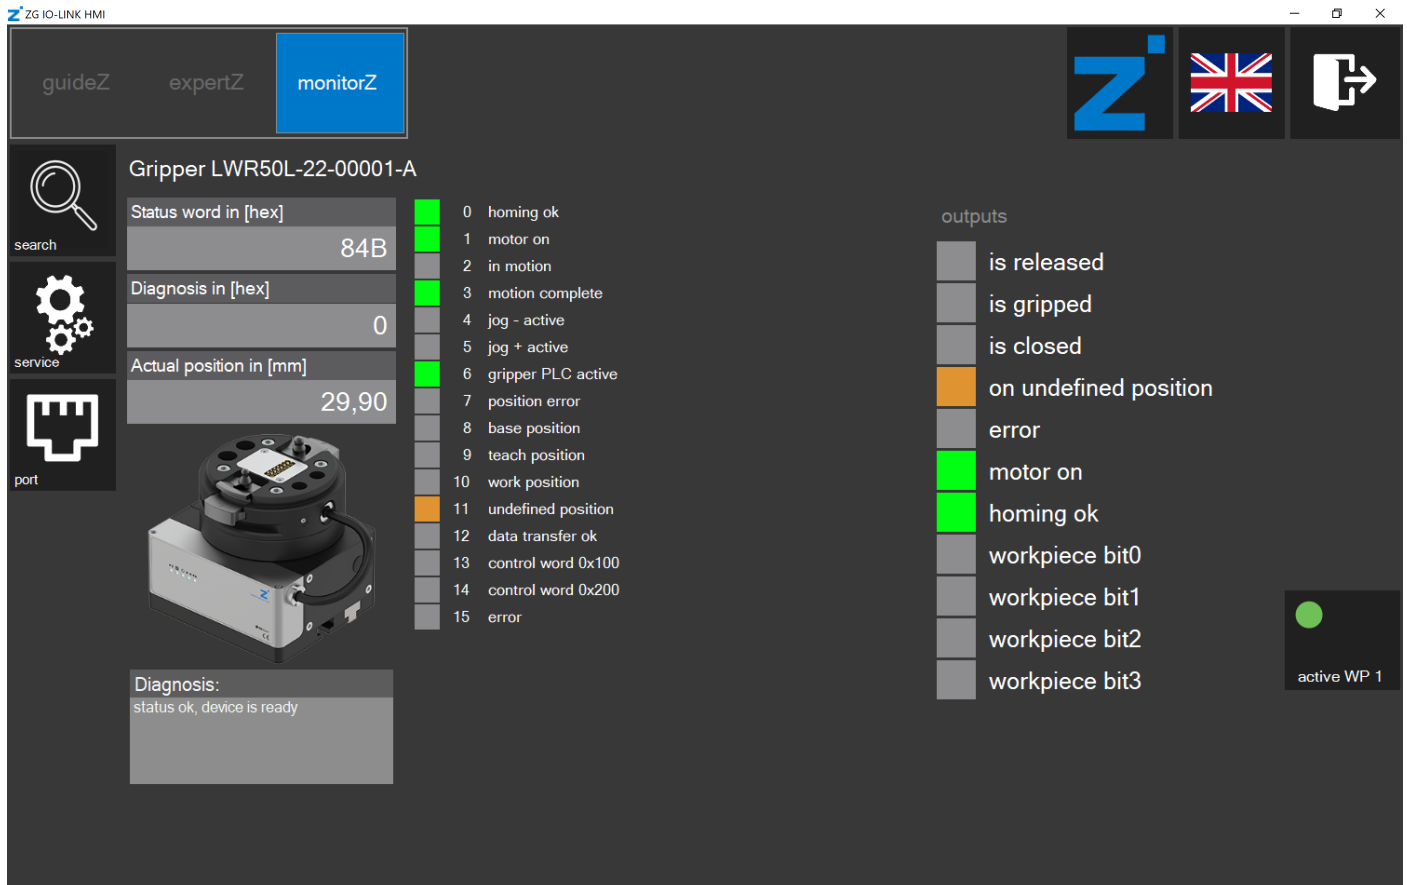 ZG IO-LINK HMI
guideZ
expertZ
monitorZ
search
service
port
Gripper LWR50L-22-00001-A
Status word in [hex]
84B
Diagnosis in [hex]
0
Actual position in [mm]
29,90
Diagnosis:
status ok, device is ready
0 homing ok
1 motor on
2 in motion
3 motion complete
4 jog - active
5 jog + active
6 gripper PLC active
7 position error
8 base position
9 teach position
10 work position
11 undefined position
12 data transfer ok
13 control word 0x100
14 control word 0x200
15 error
outputs
is released
is gripped
is closed
on undefined position
error
motor on
homing ok
workpiece bit0
workpiece bit1
workpiece bit2
workpiece bit3
active WP 1